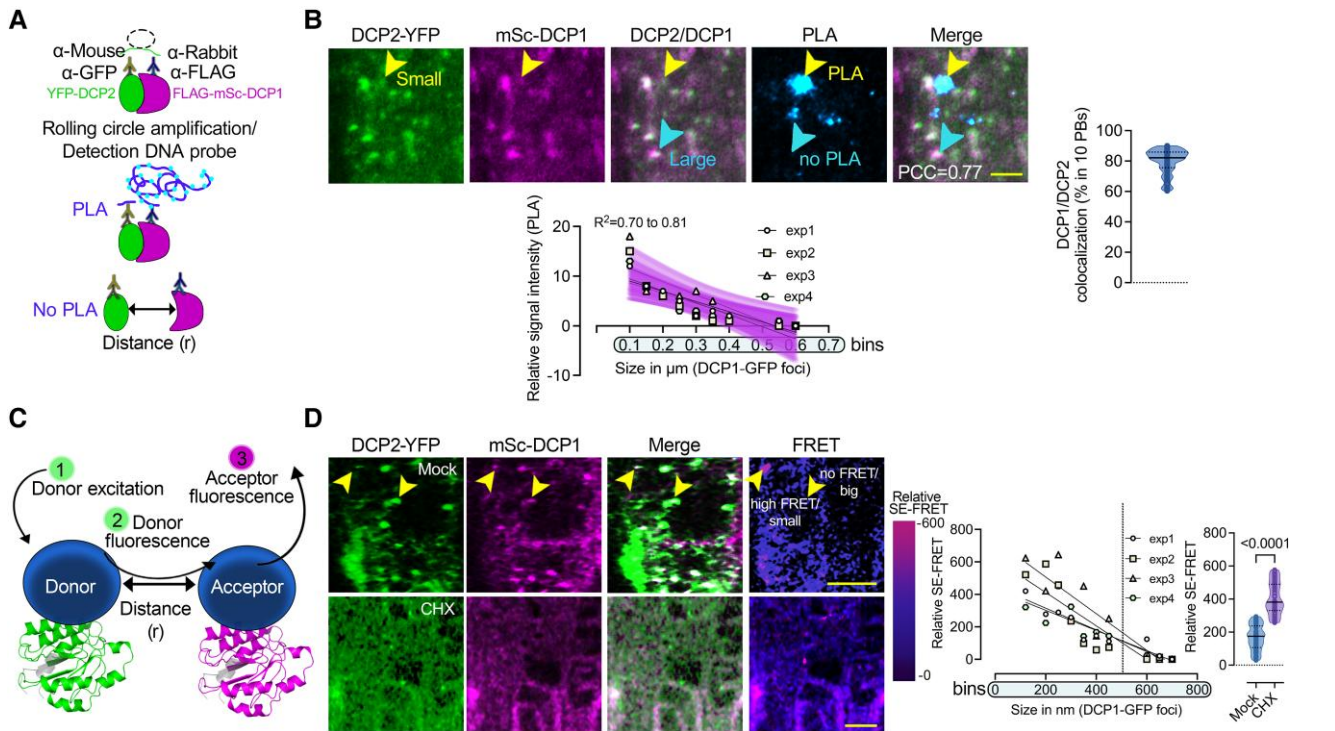 A
α-Mouse α-Rabbit
α-GFP α-FLAG
YFP-DCP2 FLAG-mSc-DCP1
Rolling circle amplification/
Detection DNA probe
PLA
No PLA
Distance (r)
B
DCP2-YFP mSc-DCP1 DCP2/DCP1 PLA Merge
Small
PLA
Large
no PLA
PCC=0.77
Relative signal intensity (PLA)
R²=0.70 to 0.81
20
10
0
-10
exp1
exp2
exp3
exp4
0.1 0.2 0.3 0.4 0.5 0.6 0.7 bins
Size in µm (DCP1-GFP foci)
DCP1/DCP2
colocalization (% in 10 PBs)
100
80
60
40
20
0
C
1
Donor excitation
2 Donor
fluorescence
3
Acceptor
fluorescence
Donor
Acceptor
Distance
(r)
D
DCP2-YFP mSc-DCP1 Merge FRET
Mock
no FRET/
big
high FRET/
small
CHX
Relative
SE-FRET
-600
-0
Relative SE-FRET
800
600
400
200
0
exp1
exp2
exp3
exp4
bins 0 200 400 600 800
Size in nm (DCP1-GFP foci)
Relative SE-FRET
800
600
400
200
0
<0.0001
Mock
CHX